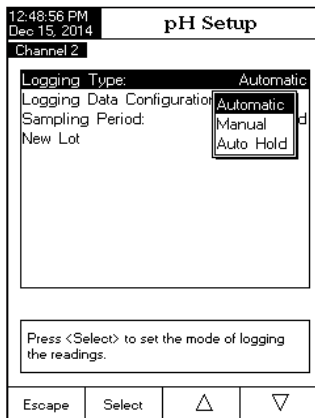 12:48:56 PM
Dec 15, 2014
pH Setup
Channel 2
Logging Type: Automatic
Logging Data Configuration
Sampling Period:
New Lot
Automatic
Manual
Auto Hold
Press <Select> to set the mode of logging
the readings.
Escape Select